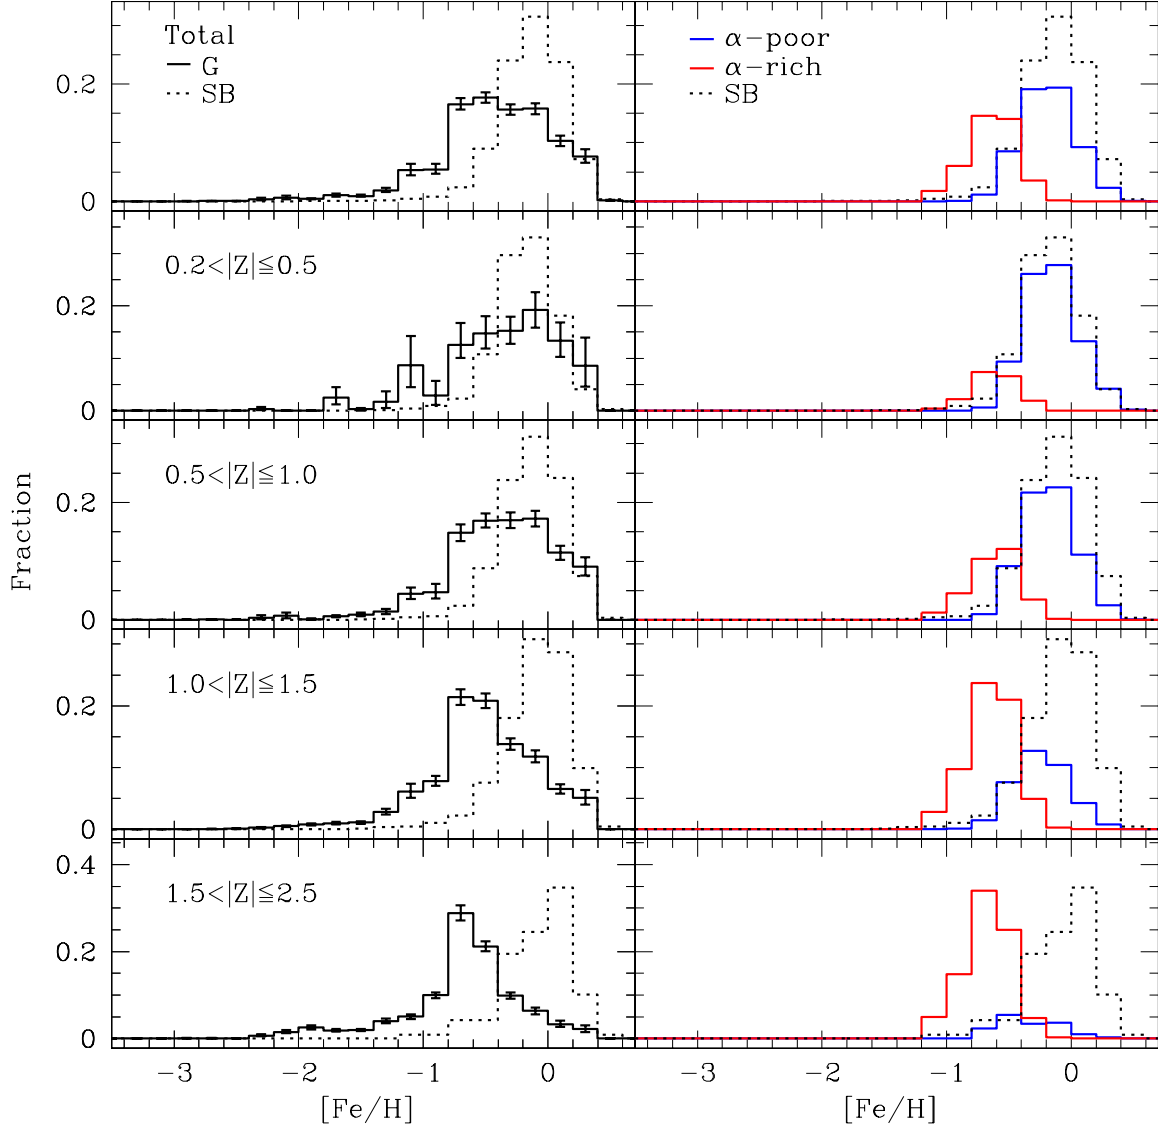 Total
G
SB
α-poor
α-rich
SB
0.2
0
0.2<|Z|≦0.5
0.2
0
0.5<|Z|≦1.0
0.2
0
Fraction
1.0<|Z|≦1.5
0.2
0
1.5<|Z|≦2.5
0.4
0.2
0
−3 −2 −1 0 −3 −2 −1 0
[Fe/H] [Fe/H]